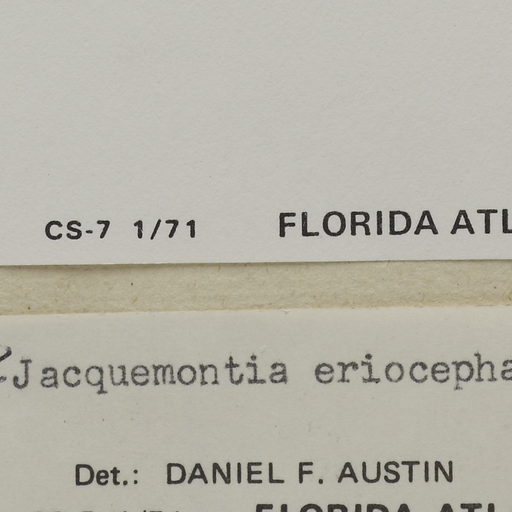 CS-7 1/71 FLORIDA ATL
Jacquemontia eriocepha
Det.: DANIEL F. AUSTIN
FLORIDA ATL